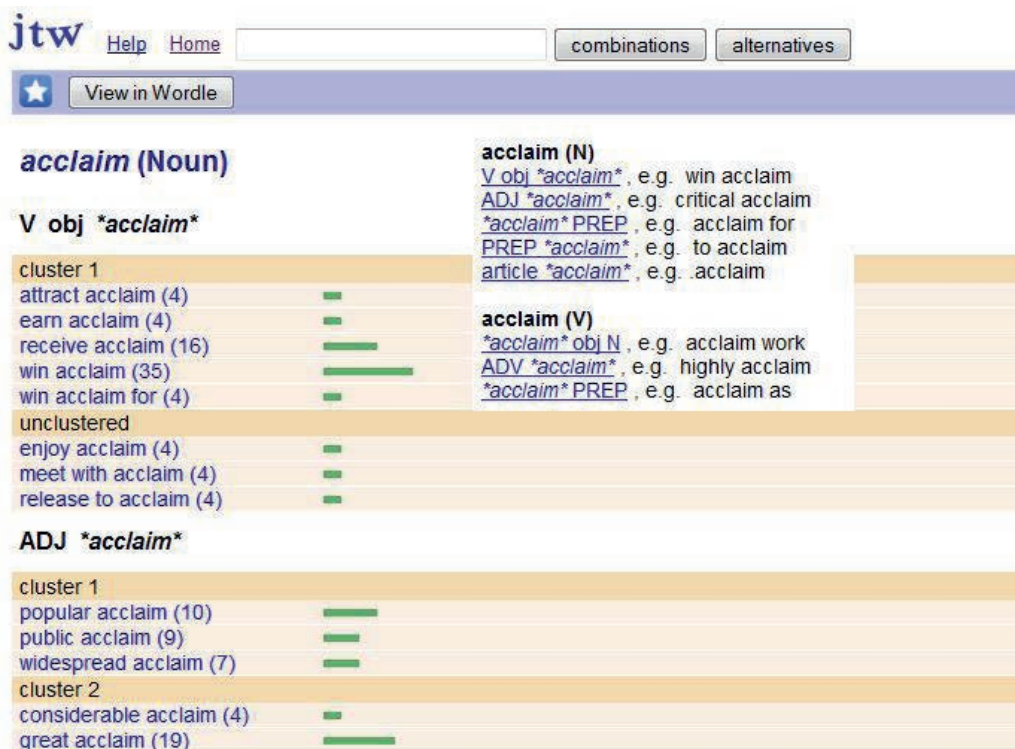 jtw Help Home combinations alternatives
View in Wordle
acclaim (Noun)
V obj *acclaim*
cluster 1
attract acclaim (4)
earn acclaim (4)
receive acclaim (16)
win acclaim (35)
win acclaim for (4)
unclustered
enjoy acclaim (4)
meet with acclaim (4)
release to acclaim (4)
ADJ *acclaim*
cluster 1
popular acclaim (10)
public acclaim (9)
widespread acclaim (7)
cluster 2
considerable acclaim (4)
great acclaim (19)
acclaim (N)
V obj *acclaim* , e.g. win acclaim
ADJ *acclaim* , e.g. critical acclaim
*acclaim* PREP , e.g. acclaim for
PREP *acclaim* , e.g. to acclaim
article *acclaim* , e.g. .acclaim
acclaim (V)
*acclaim* obj N , e.g. acclaim work
ADV *acclaim* , e.g. highly acclaim
*acclaim* PREP , e.g. acclaim as